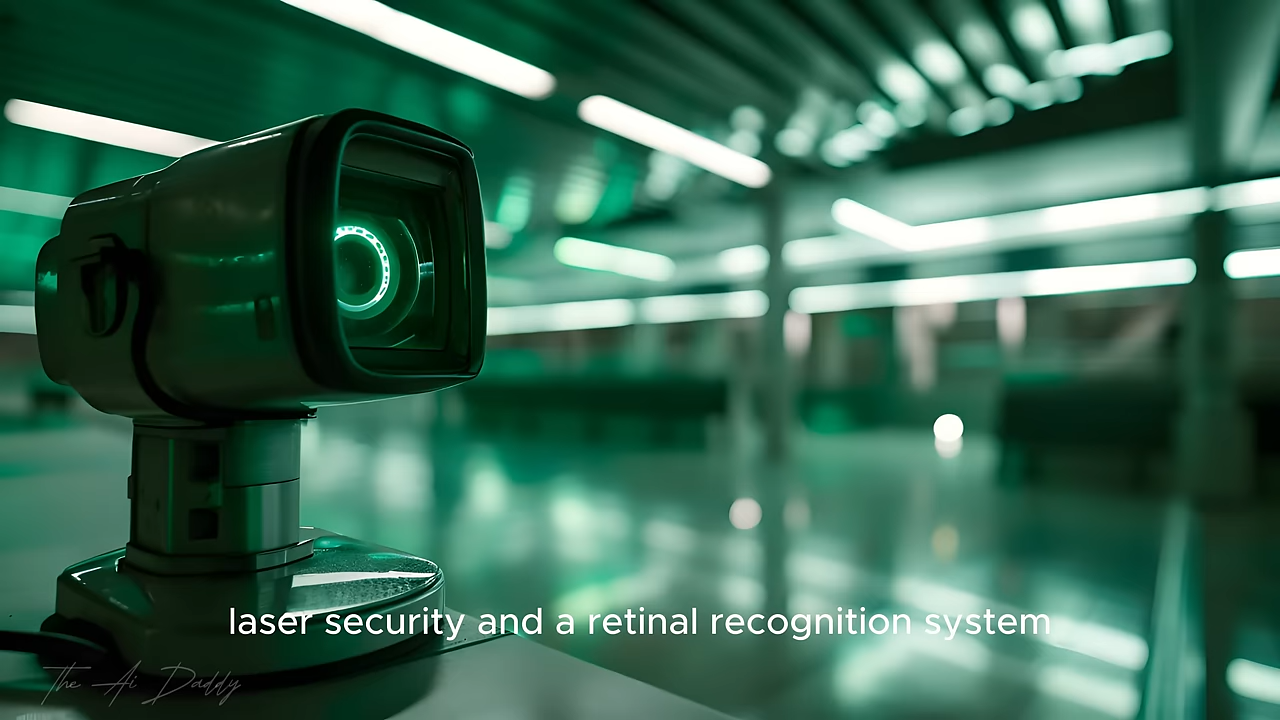 laser security and a retinal recognition system
The Ai Daddy